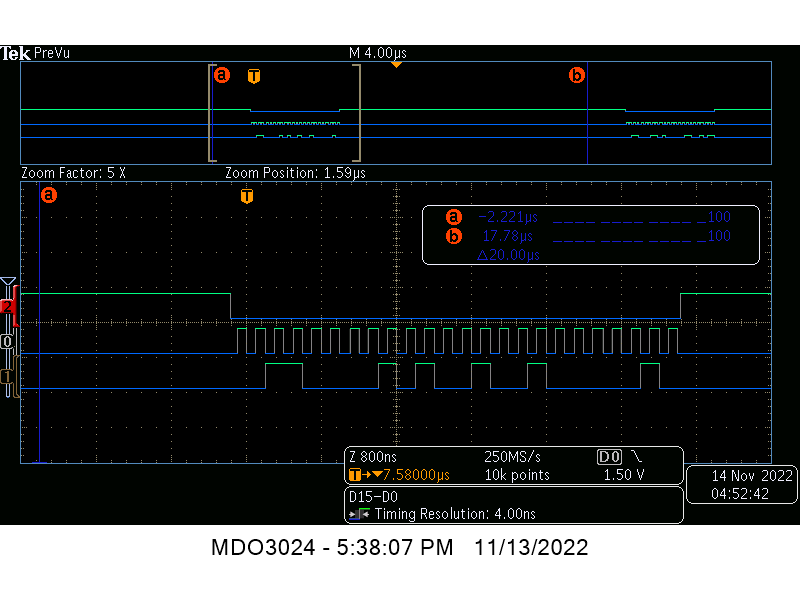 Tek PreVu M 4.00µs
a T b
Zoom Factor: 5 X Zoom Position: 1.59µs
a T
a -2.221µs ____ ____ ____ _100
b 17.78µs ____ ____ ____ _100
△20.00µs
2
0
1
Z 800ns 250MS/s D0
T→▼7.58000µs 10k points 1.50 V
D15-D0
Timing Resolution: 4.00ns
14 Nov 2022
04:52:42
MDO3024 - 5:38:07 PM 11/13/2022